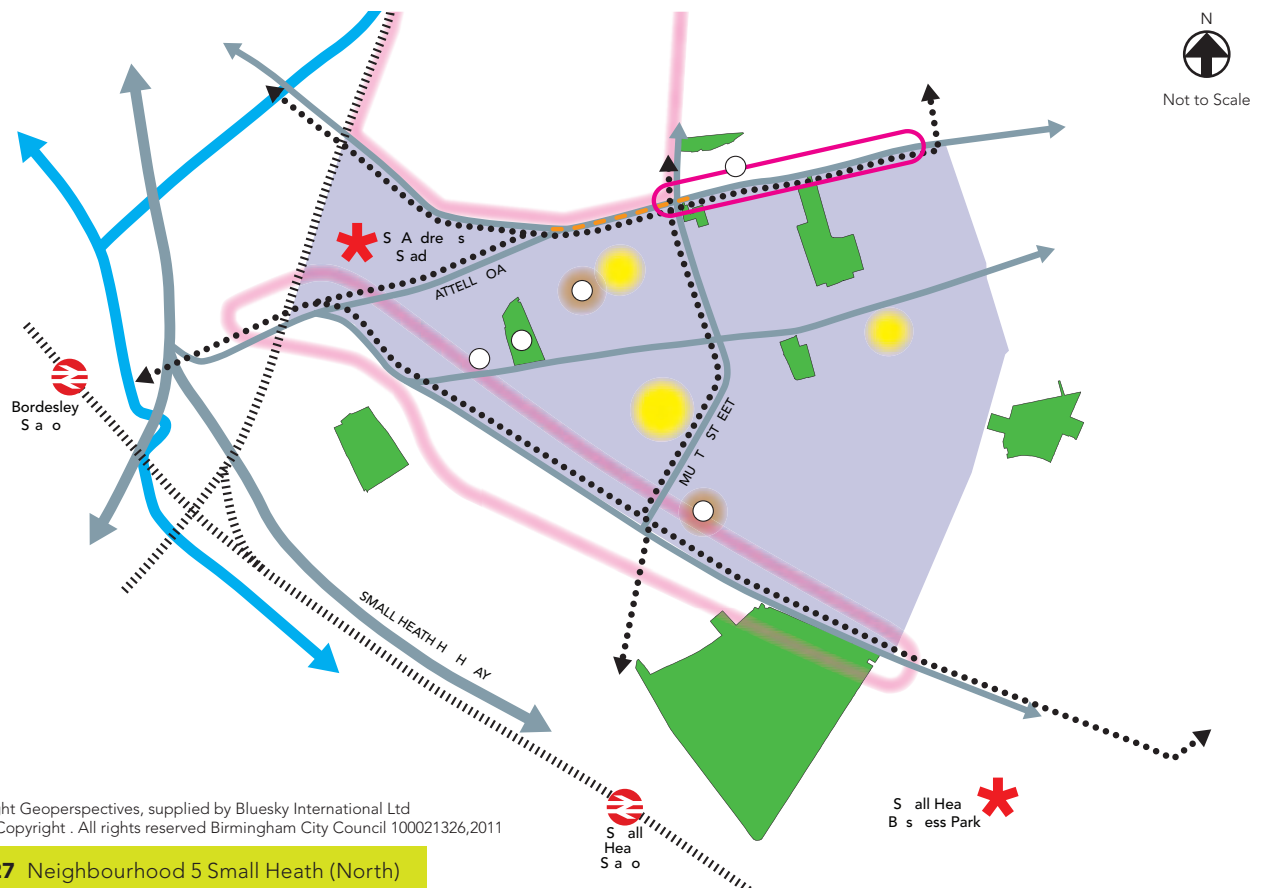 N
Not to Scale
S A dre s
S ad
ATTELL OA
Bordesley
S a o
MU T ST EET
SMALL HEATH H H AY
ght Geoperspectives, supplied by Bluesky International Ltd
Copyright . All rights reserved Birmingham City Council 100021326,2011
S all
Hea
S a o
S all Hea
B s ess Park
27 Neighbourhood 5 Small Heath (North)